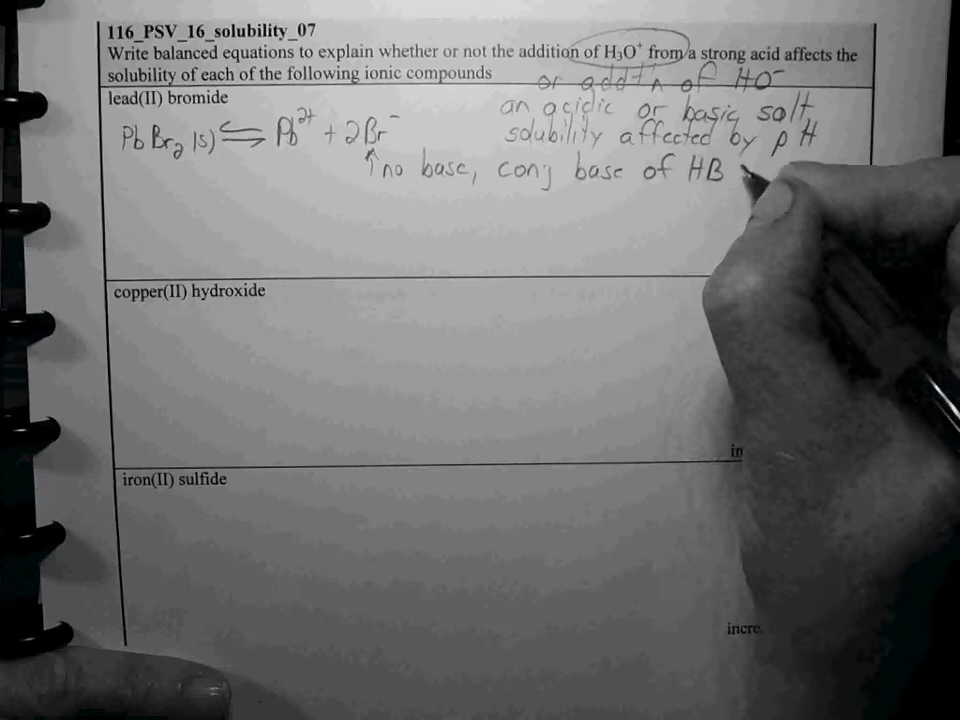 116_PSV_16_solubility_07
Write balanced equations to explain whether or not the addition of H₃O⁺ from a strong acid affects the
solubility of each of the following ionic compounds
or addtn of HO⁻
lead(II) bromide
an acidic or basic salt,
PbBr₂ (s) ⇌ Pb²⁺ + 2Br⁻
solubility affected by pH
↑ no base, conj base of HB
copper(II) hydroxide
in
iron(II) sulfide
incre